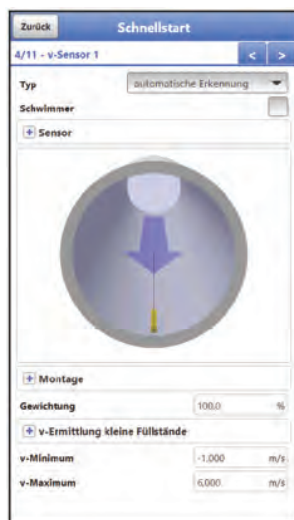 Zurück Schnellstart
4/11 - v-Sensor 1 < >
Typ automatische Erkennung
Schwimmer
+ Sensor
+ Montage
Gewichtung 100,0 %
+ v-Ermittlung kleine Füllstände
v-Minimum -1,000 m/s
v-Maximum 6,000 m/s